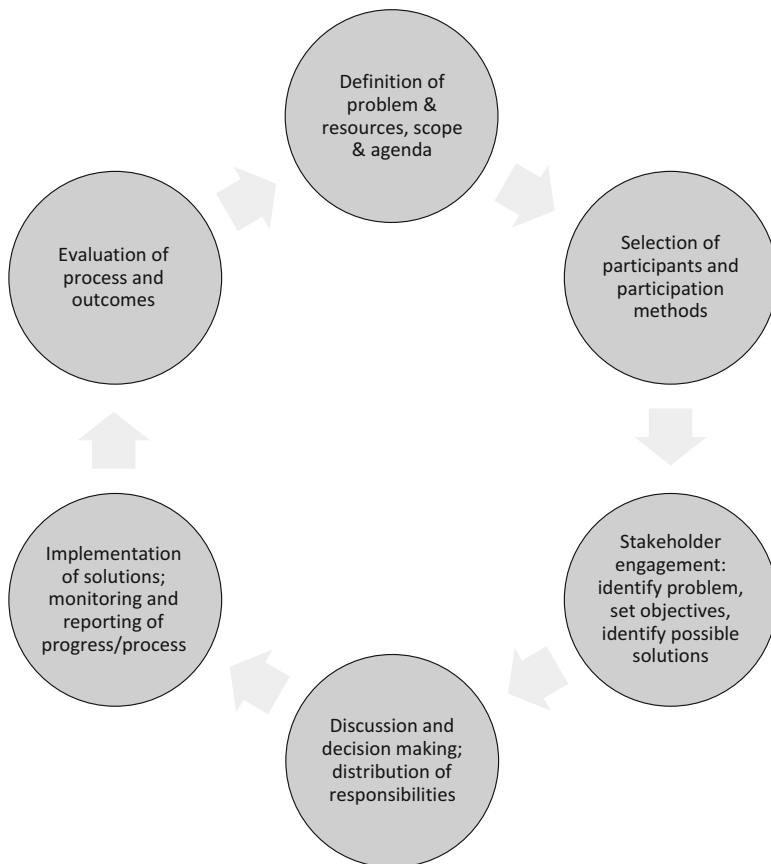 Definition of
problem &
resources, scope
& agenda
Selection of
participants and
participation
methods
Stakeholder
engagement:
identify problem,
set objectives,
identify possible
solutions
Discussion and
decision making;
distribution of
responsibilities
Implementation
of solutions;
monitoring and
reporting of
progress/process
Evaluation of
process and
outcomes